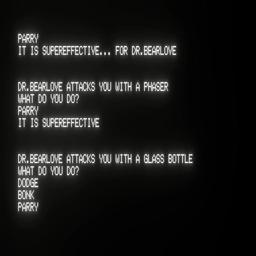 PARRY
IT IS SUPEREFFECTIVE... FOR DR.BEARLOVE
DR.BEARLOVE ATTACKS YOU WITH A PHASER
WHAT DO YOU DO?
PARRY
IT IS SUPEREFFECTIVE
DR.BEARLOVE ATTACKS YOU WITH A GLASS BOTTLE
WHAT DO YOU DO?
DODGE
BONK
PARRY